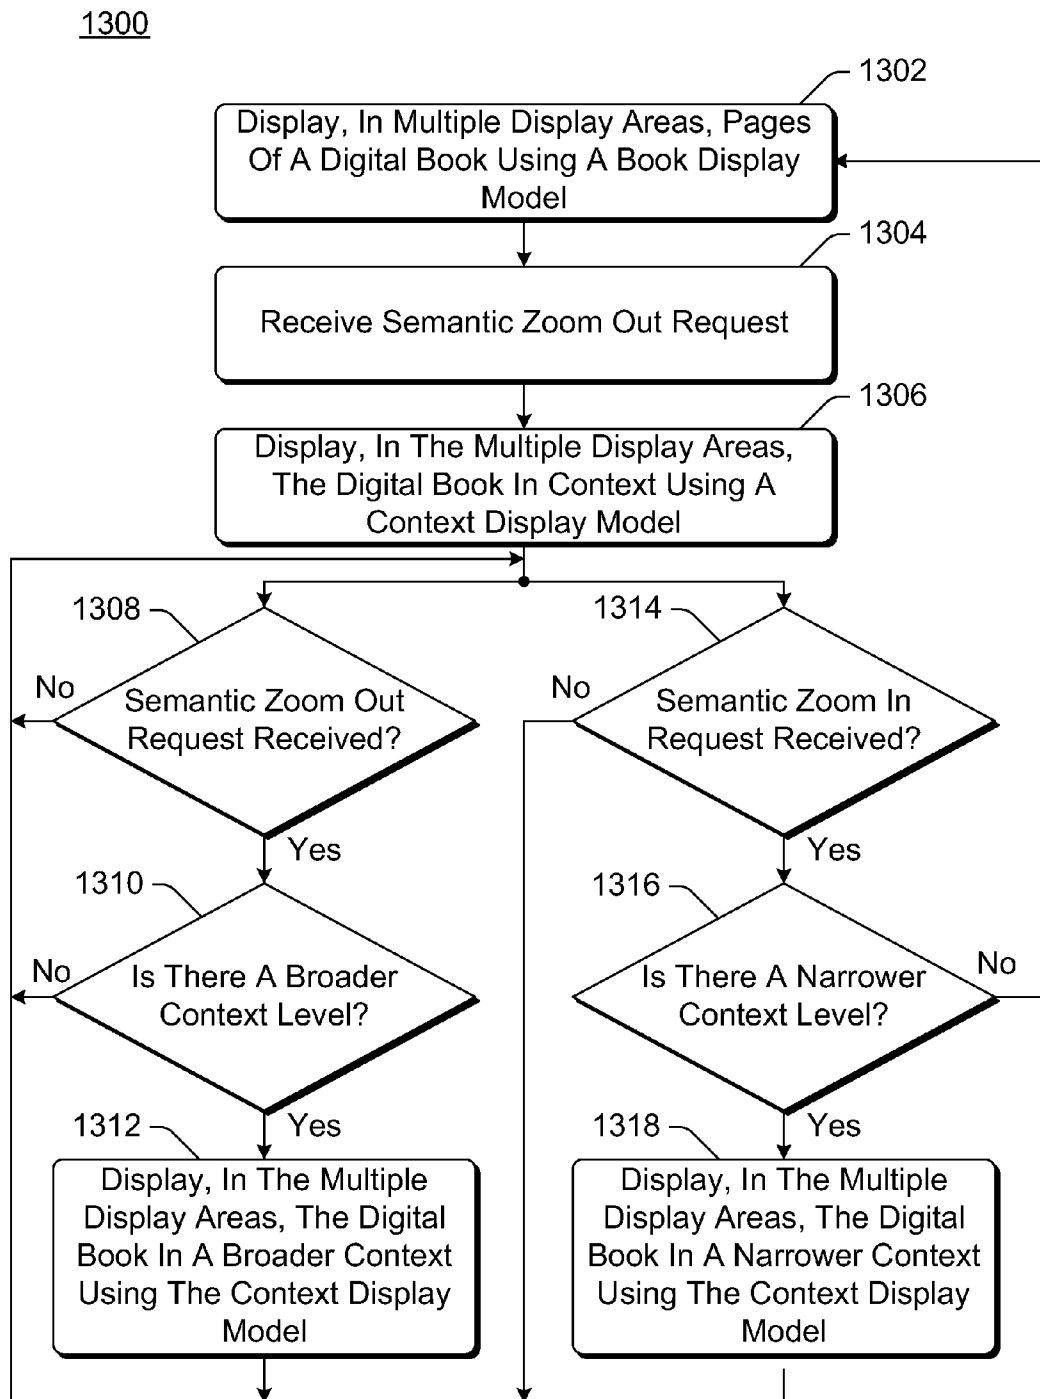 1300
1302
Display, In Multiple Display Areas, Pages
Of A Digital Book Using A Book Display
Model
1304
Receive Semantic Zoom Out Request
1306
Display, In The Multiple Display Areas,
The Digital Book In Context Using A
Context Display Model
1308
No
Semantic Zoom Out
Request Received?
Yes
1314
No
Semantic Zoom In
Request Received?
Yes
1310
No
Is There A Broader
Context Level?
Yes
1316
Is There A Narrower
Context Level?
No
Yes
1312
Display, In The Multiple
Display Areas, The Digital
Book In A Broader Context
Using The Context Display
Model
1318
Display, In The Multiple
Display Areas, The Digital
Book In A Narrower Context
Using The Context Display
Model